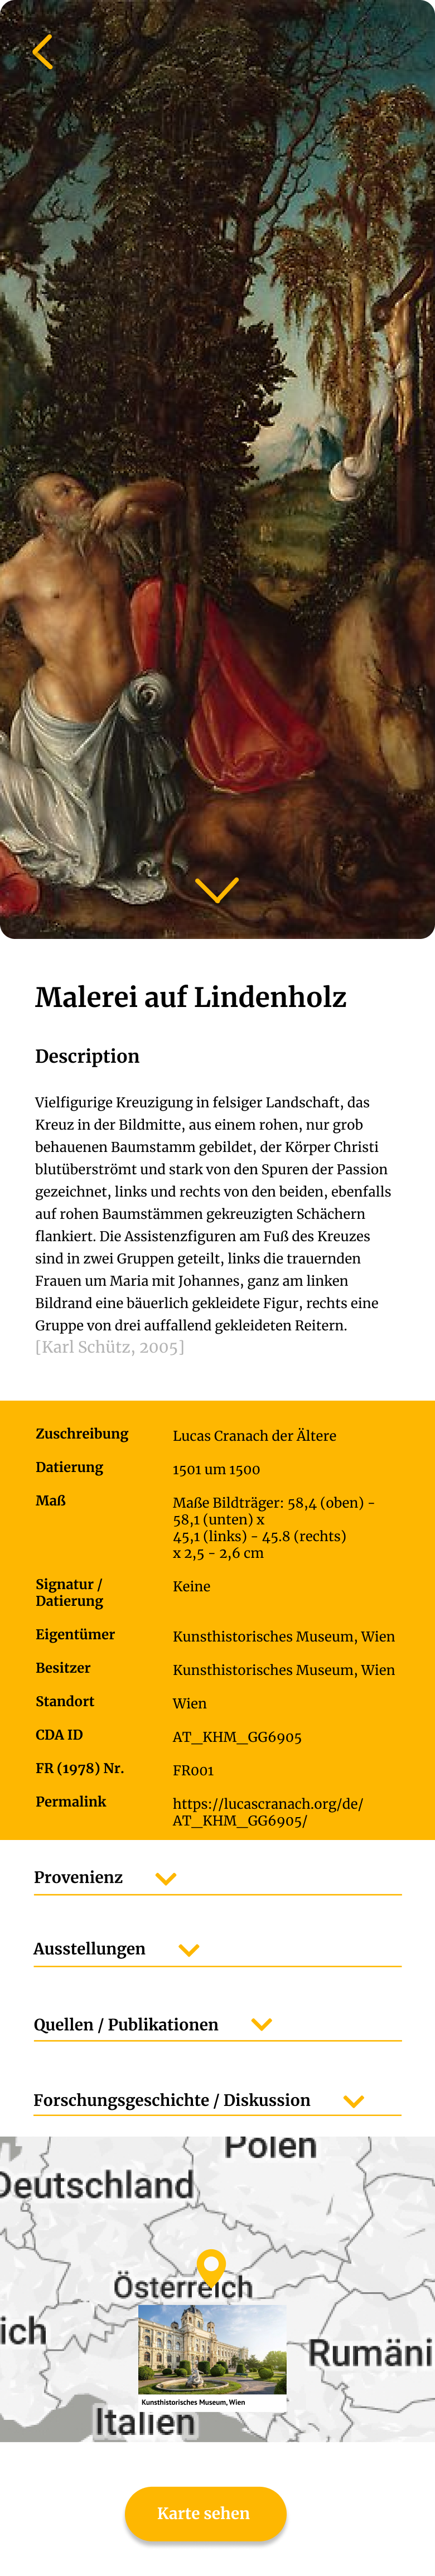 Malerei auf Lindenholz
Description
Vielfigurige Kreuzigung in felsiger Landschaft, das
Kreuz in der Bildmitte, aus einem rohen, nur grob
behauenen Baumstamm gebildet, der Körper Christi
blutüberströmt und stark von den Spuren der Passion
gezeichnet, links und rechts von den beiden, ebenfalls
auf rohen Baumstämmen gekreuzigten Schächern
flankiert. Die Assistenzfiguren am Fuß des Kreuzes
sind in zwei Gruppen geteilt, links die trauernden
Frauen um Maria mit Johannes, ganz am linken
Bildrand eine bäuerlich gekleidete Figur, rechts eine
Gruppe von drei auffallend gekleideten Reitern.
[Karl Schütz, 2005]
Zuschreibung Lucas Cranach der Ältere
Datierung 1501 um 1500
Maß Maße Bildträger: 58,4 (oben) -
58,1 (unten) x
45,1 (links) - 45.8 (rechts)
x 2,5 - 2,6 cm
Signatur / Keine
Datierung
Eigentümer Kunsthistorisches Museum, Wien
Besitzer Kunsthistorisches Museum, Wien
Standort Wien
CDA ID AT_KHM_GG6905
FR (1978) Nr. FR001
Permalink https://lucascranach.org/de/
AT_KHM_GG6905/
Provenienz
Ausstellungen
Quellen / Publikationen
Forschungsgeschichte / Diskussion
Polen
Deutschland
Österreich
ich
Rumäni
Kunsthistorisches Museum, Wien
Italien
Karte sehen